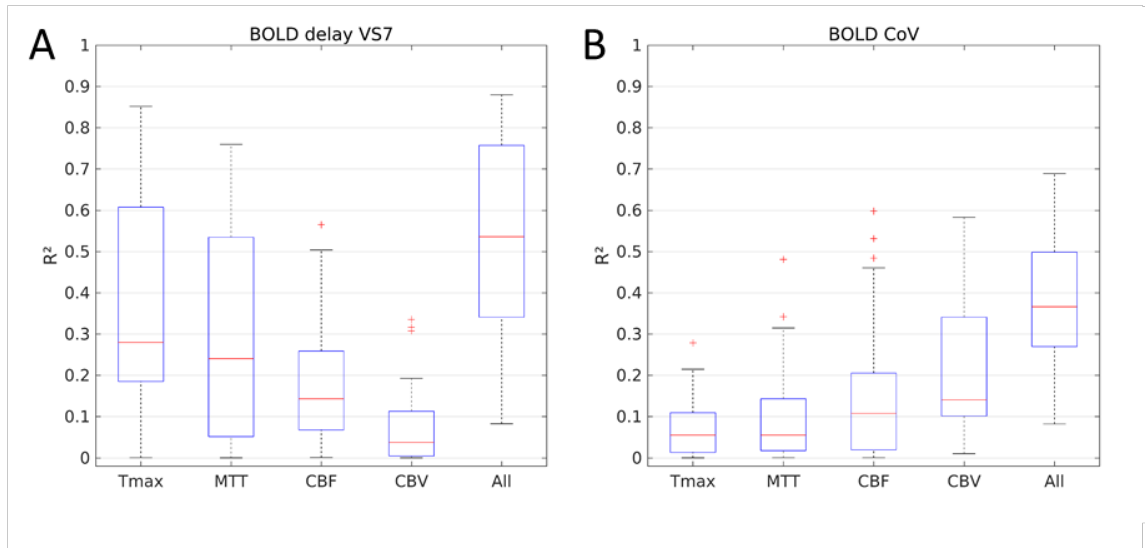 A
BOLD delay VS7
1
0.9
0.8
0.7
0.6
0.5
0.4
0.3
0.2
0.1
0
R²
Tmax MTT CBF CBV All
B
BOLD CoV
1
0.9
0.8
0.7
0.6
0.5
0.4
0.3
0.2
0.1
0
R²
Tmax MTT CBF CBV All